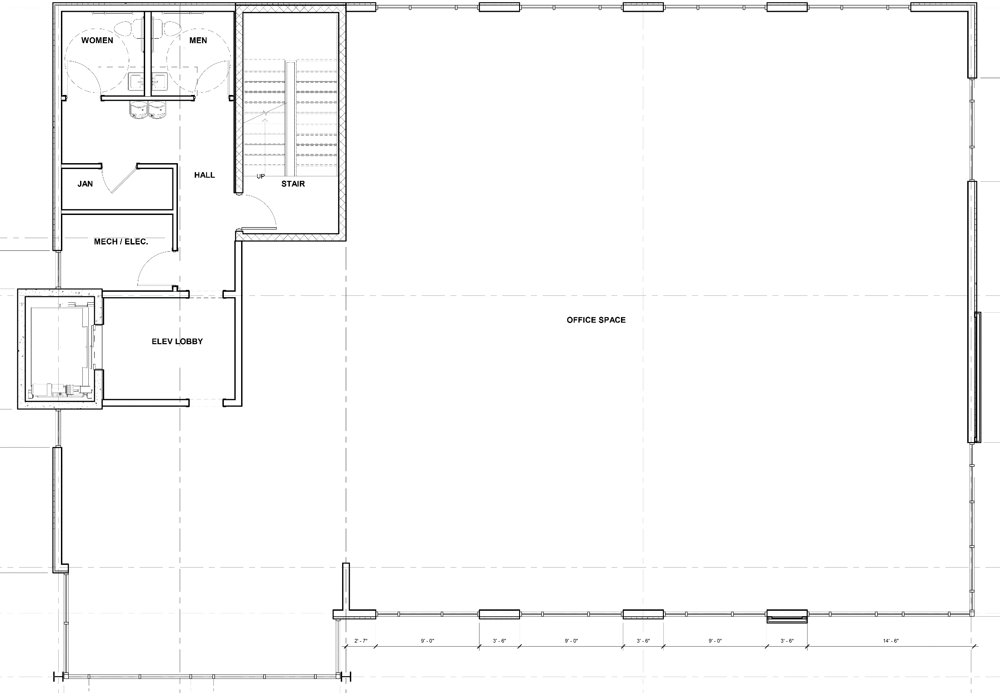 WOMEN
MEN
HALL
UP
JAN
STAIR
MECH / ELEC.
OFFICE SPACE
ELEV LOBBY
2' - 7"
9' - 0"
3' - 6"
9' - 0"
3' - 6"
9' - 0"
3' - 6"
14' - 6"